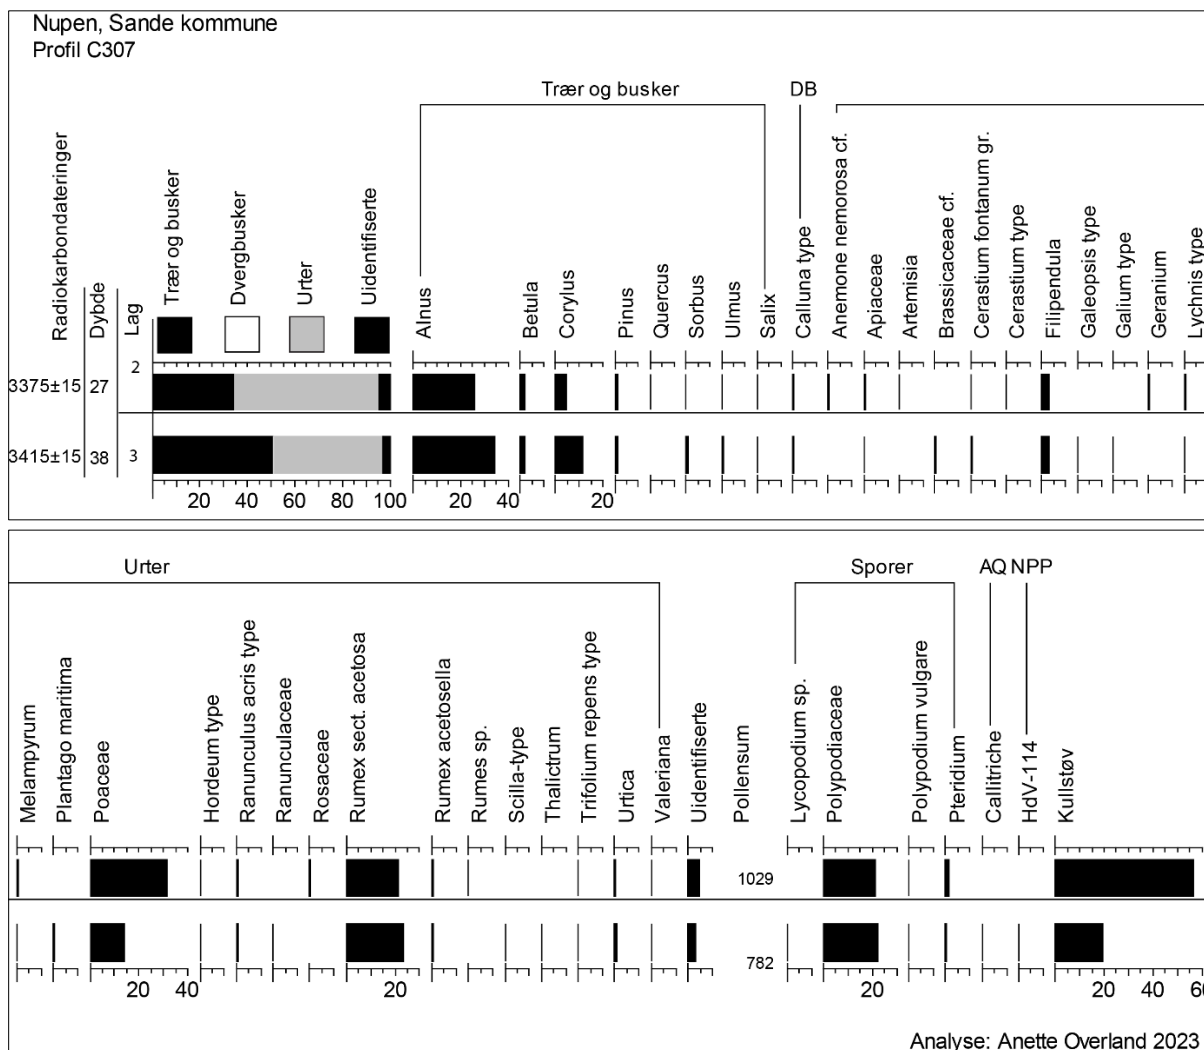 Nupen, Sande kommune
Profil C307
Trær og busker
DB
Radiokarbondateringer
Dybde
Lag
Trær og busker
Dvergbusker
Urter
Uidentifiserte
Alnus
Betula
Corylus
Pinus
Quercus
Sorbus
Ulmus
Salix
Calluna type
Anemone nemorosa cf.
Apiaceae
Artemisia
Brassicaceae cf.
Cerastium fontanum gr.
Cerastium type
Filipendula
Galeopsis type
Galium type
Geranium
Lychnis type
2
3375±15 27
3415±15 38 3
20 40 60 80 100 20 40 20
Urter
Sporer
AQ NPP
Melampyrum
Plantago maritima
Poaceae
Hordeum type
Ranunculus acris type
Ranunculaceae
Rosaceae
Rumex sect. acetosa
Rumex acetosella
Rumes sp.
Scilla-type
Thalictrum
Trifolium repens type
Urtica
Valeriana
Uidentifiserte
Pollensum
Lycopodium sp.
Polypodiaceae
Polypodium vulgare
Pteridium
Callitriche
HdV-114
Kullstøv
1029
782
20 40 20 20 20 40 60
Analyse: Anette Overland 2023